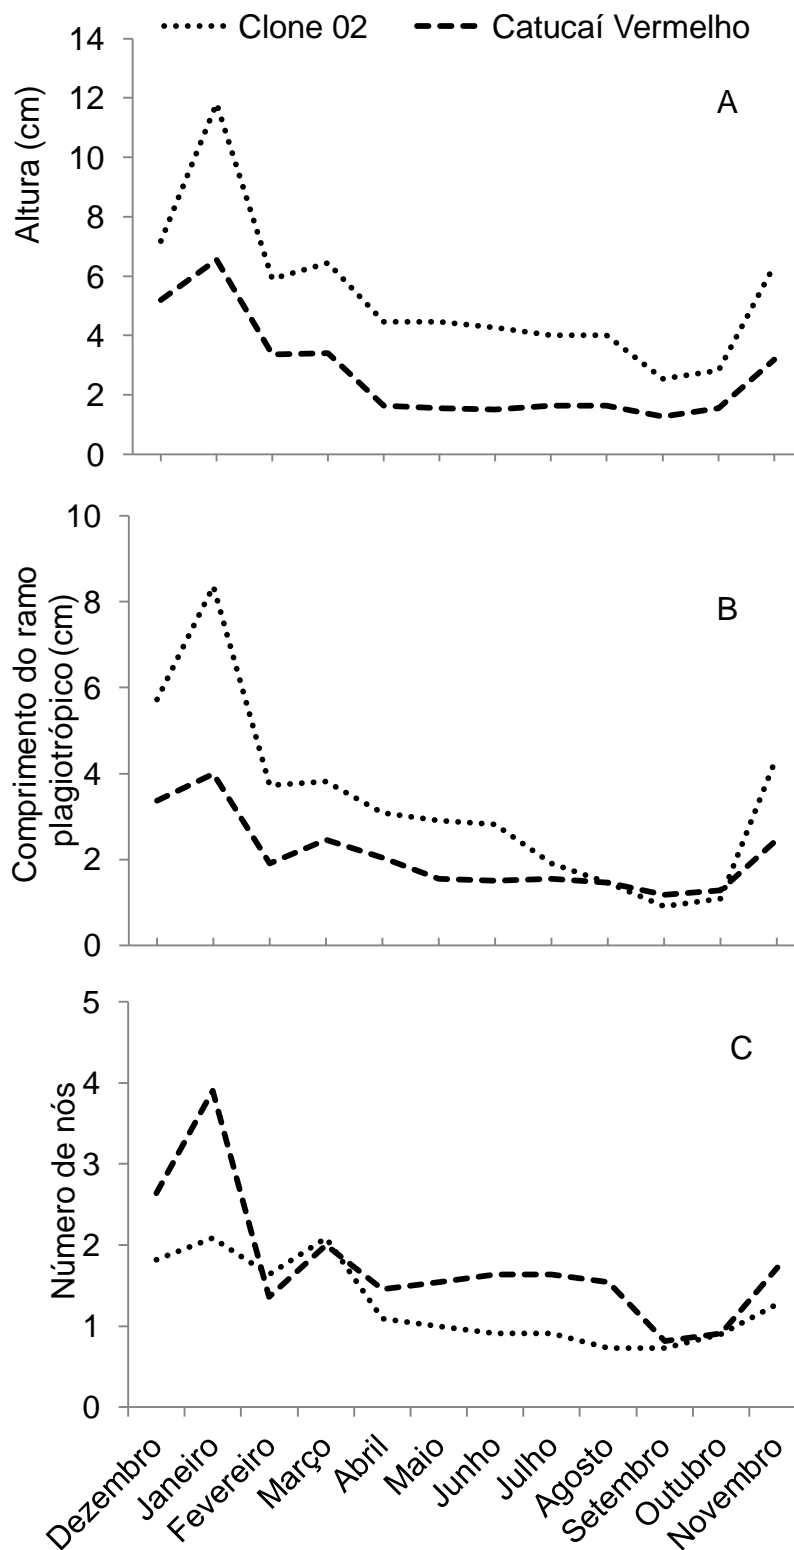 Clone 02 Catucaí Vermelho
14
12
10
8
6
4
2
0
Altura (cm)
A
10
8
6
4
2
0
Comprimento do ramo
plagiotrópico (cm)
B
5
4
3
2
1
0
Número de nós
C
Dezembro
Janeiro
Fevereiro
Março
Abril
Maio
Junho
Julho
Agosto
Setembro
Outubro
Novembro